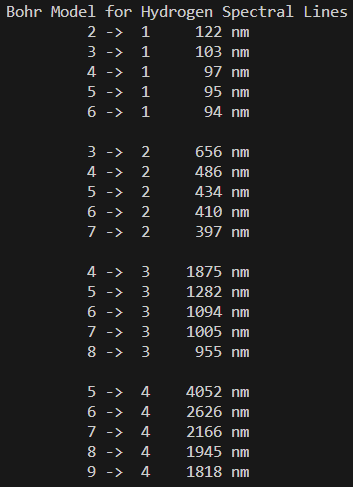 Bohr Model for Hydrogen Spectral Lines
2 -> 1 122 nm
3 -> 1 103 nm
4 -> 1 97 nm
5 -> 1 95 nm
6 -> 1 94 nm
3 -> 2 656 nm
4 -> 2 486 nm
5 -> 2 434 nm
6 -> 2 410 nm
7 -> 2 397 nm
4 -> 3 1875 nm
5 -> 3 1282 nm
6 -> 3 1094 nm
7 -> 3 1005 nm
8 -> 3 955 nm
5 -> 4 4052 nm
6 -> 4 2626 nm
7 -> 4 2166 nm
8 -> 4 1945 nm
9 -> 4 1818 nm